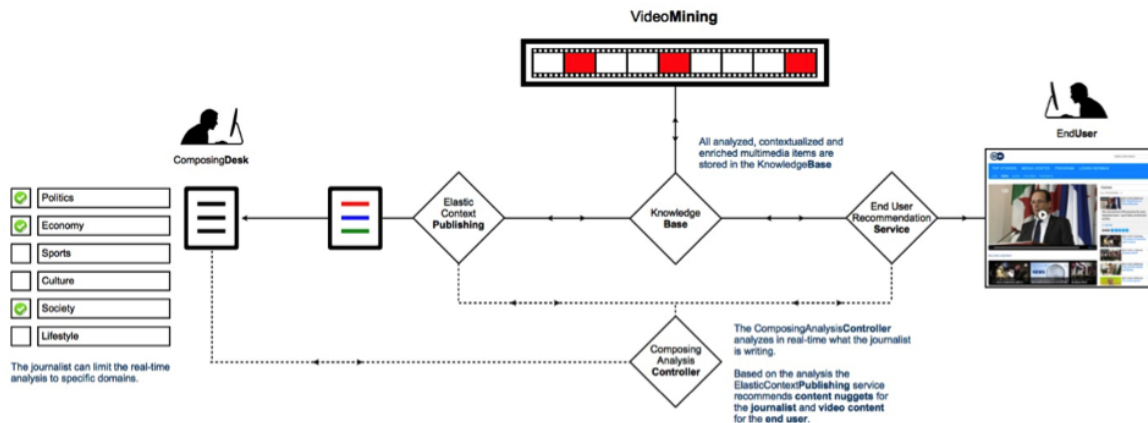 VideoMining
ComposingDesk
EndUser
All analyzed, contextualized and
enriched multimedia items are
stored in the KnowledgeBase
Politics
Economy
Sports
Culture
Society
Lifestyle
The journalist can limit the real-time
analysis to specific domains.
Elastic
Context
Publishing
Knowledge
Base
End User
Recommendation
Service
Composing
Analysis
Controller
The ComposingAnalysisController
analyzes in real-time what the journalist
is writing.
Based on the analysis the
ElasticContextPublishing service
recommends content nuggets for
the journalist and video content
for the end user.